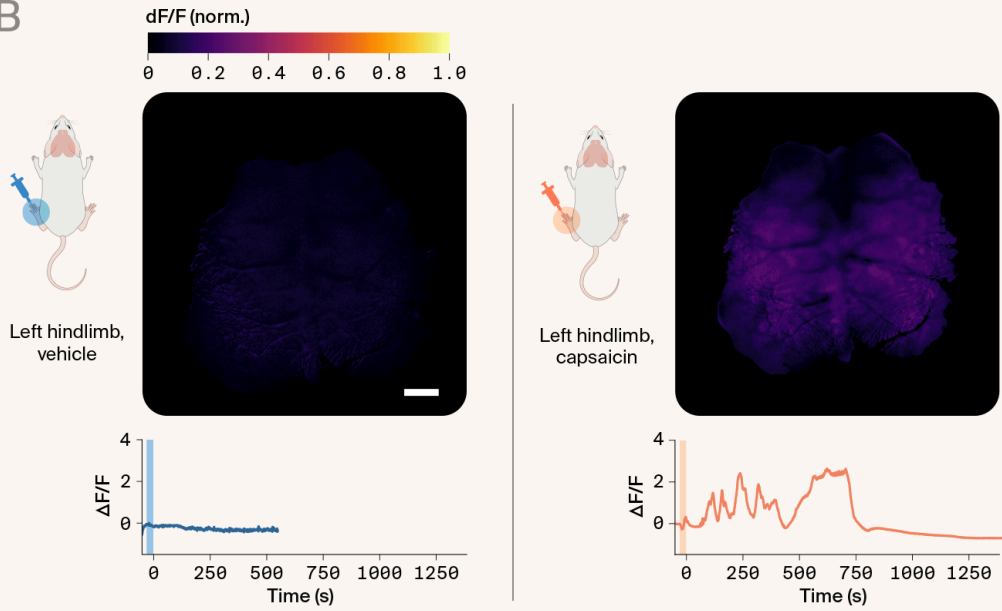 B
dF/F (norm.)
0 0.2 0.4 0.6 0.8 1.0
Left hindlimb,
vehicle
4
2
0
ΔF/F
0 250 500 750 1000 1250
Time (s)
Left hindlimb,
capsaicin
4
2
0
ΔF/F
0 250 500 750 1000 1250
Time (s)